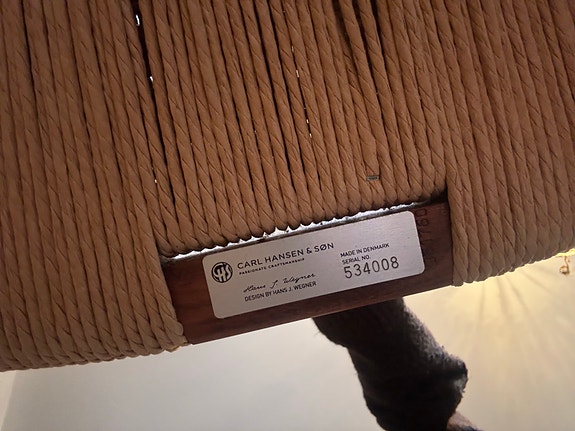 CARL HANSEN & SØN
PASSIONATE CRAFTSMANSHIP
Hans J. Wegner
DESIGN BY HANS J. WEGNER
MADE IN DENMARK
SERIAL NO.
534008